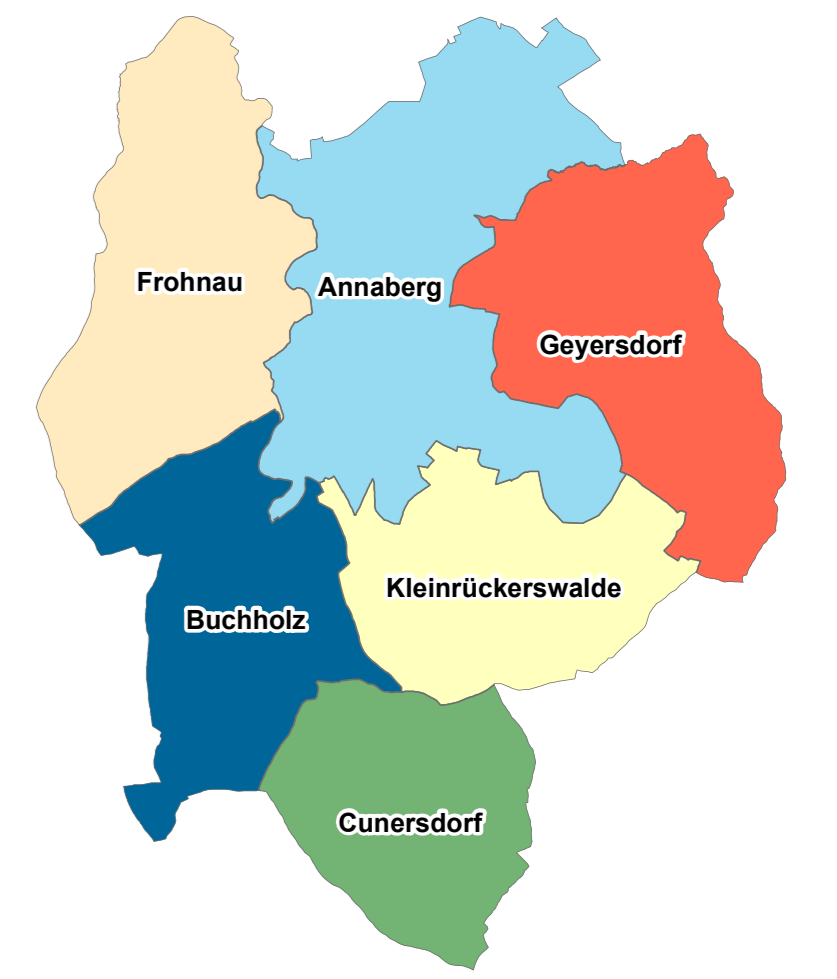 Frohnau
Annaberg
Geyersdorf
Kleinrückerswalde
Buchholz
Cunersdorf